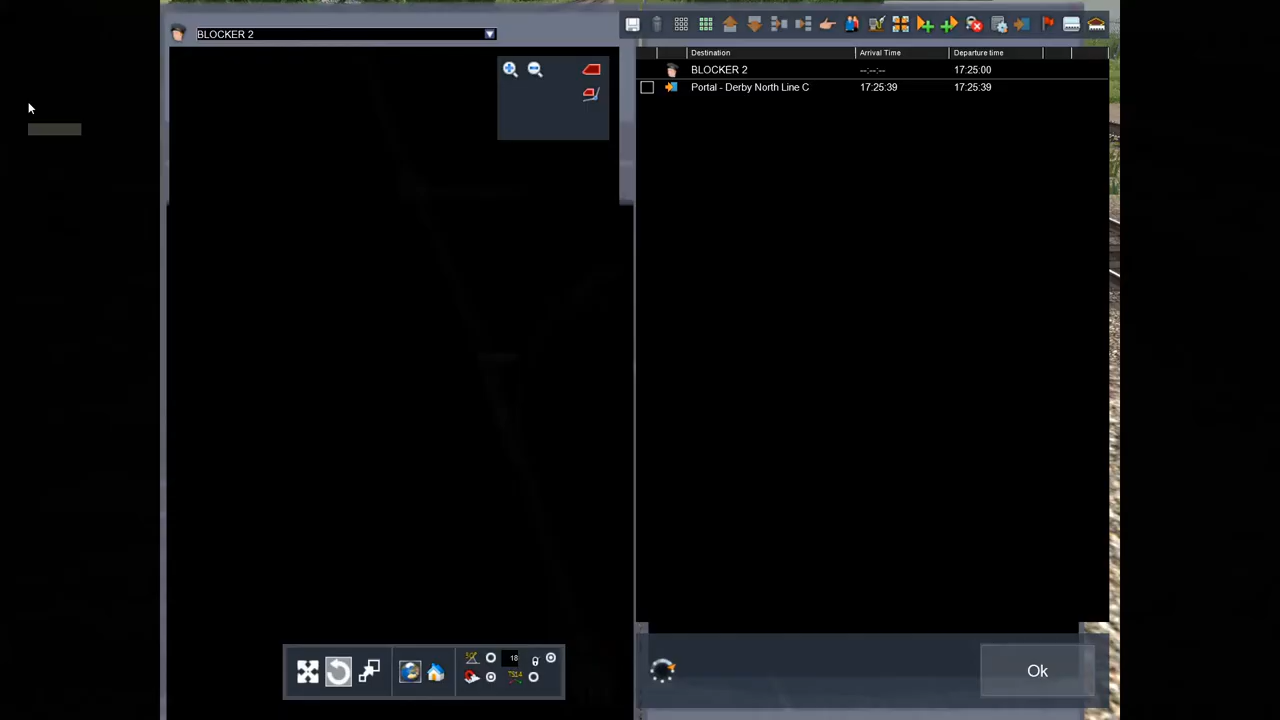 BLOCKER 2
Destination Arrival Time Departure time
BLOCKER 2 --:--:-- 17:25:00
Portal - Derby North Line C 17:25:39 17:25:39
18
TS14
Ok